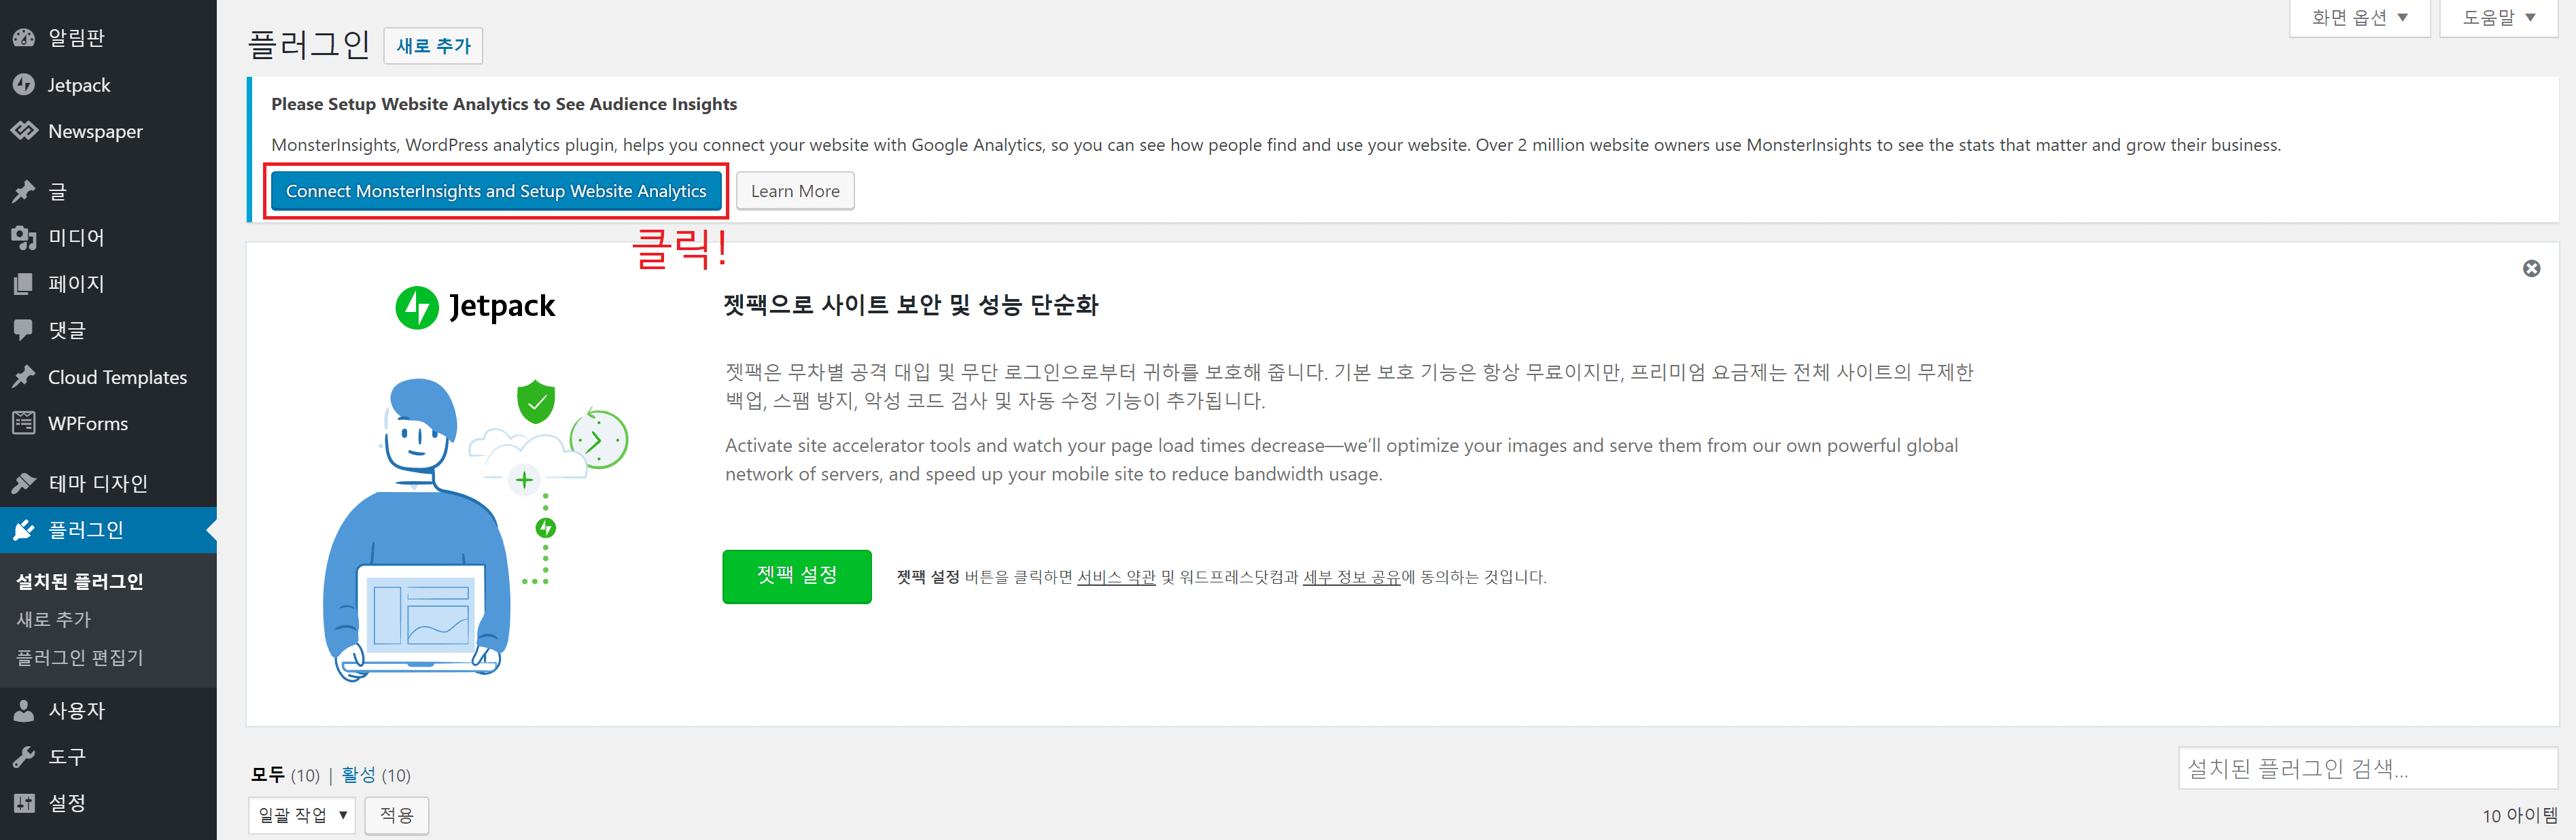 알림판
Jetpack
Newspaper
글
미디어
페이지
댓글
Cloud Templates
WPForms
테마 디자인
플러그인
설치된 플러그인
새로 추가
플러그인 편집기
사용자
도구
설정
화면 옵션 ▼
도움말 ▼
플러그인 새로 추가
Please Setup Website Analytics to See Audience Insights
MonsterInsights, WordPress analytics plugin, helps you connect your website with Google Analytics, so you can see how people find and use your website. Over 2 million website owners use MonsterInsights to see the stats that matter and grow their business.
Connect MonsterInsights and Setup Website Analytics Learn More
클릭!
Jetpack
젯팩으로 사이트 보안 및 성능 단순화
젯팩은 무차별 공격 대입 및 무단 로그인으로부터 귀하를 보호해 줍니다. 기본 보호 기능은 항상 무료이지만, 프리미엄 요금제는 전체 사이트의 무제한
백업, 스팸 방지, 악성 코드 검사 및 자동 수정 기능이 추가됩니다.
Activate site accelerator tools and watch your page load times decrease—we'll optimize your images and serve them from our own powerful global
network of servers, and speed up your mobile site to reduce bandwidth usage.
젯팩 설정 젯팩 설정 버튼을 클릭하면 서비스 약관 및 워드프레스닷컴과 세부 정보 공유에 동의하는 것입니다.
모두 (10) | 활성 (10)
설치된 플러그인 검색...
일괄 작업 ▼ 적용
10 아이템